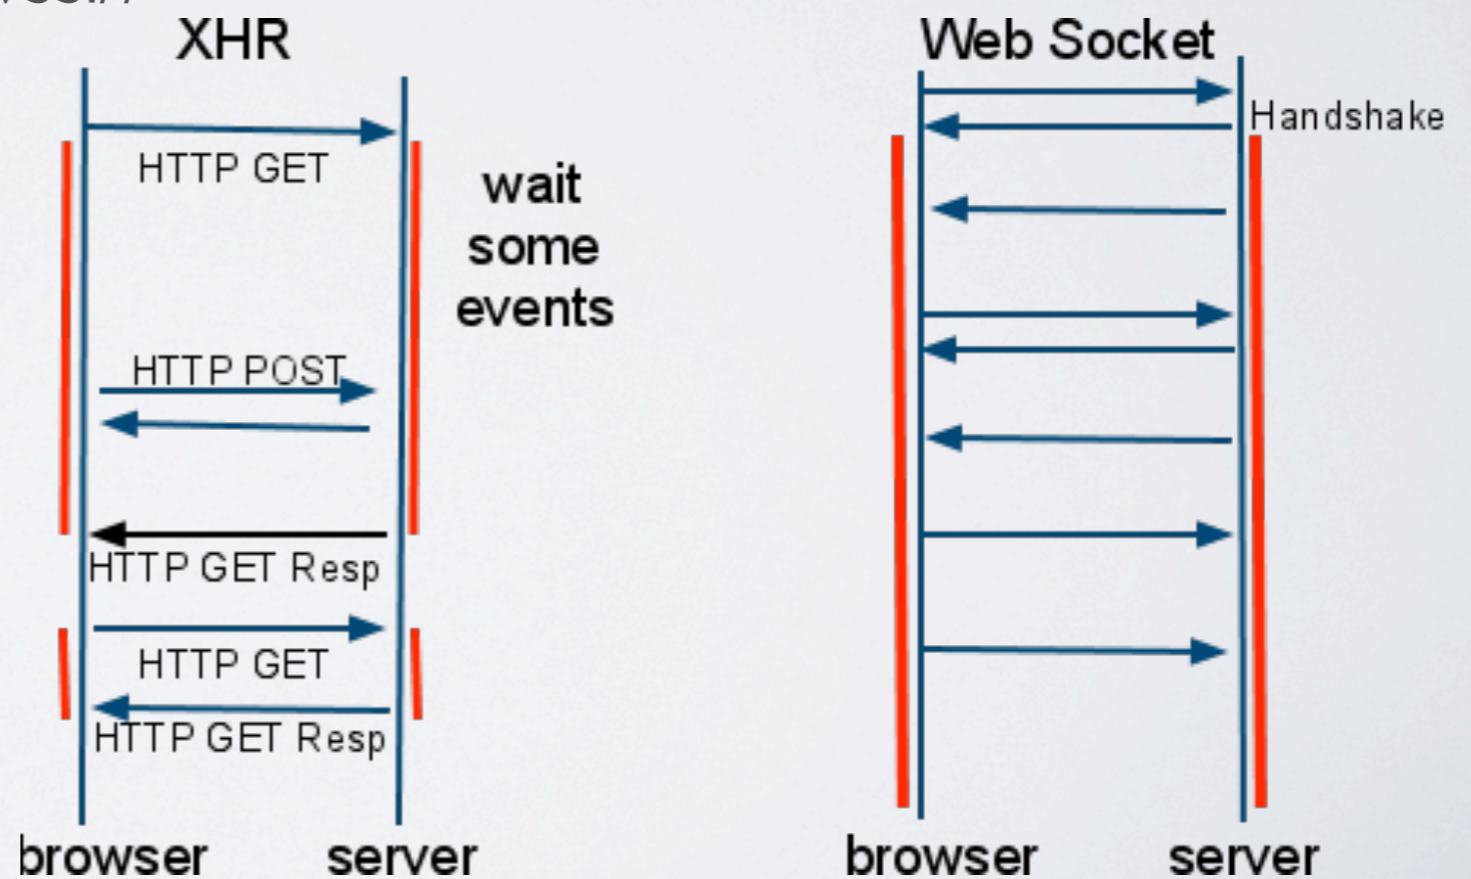 XHR
HTTP GET
wait
some
events
HTTP POST
HTTP GET Resp
HTTP GET
HTTP GET Resp
browser
server
Web Socket
Handshake
browser
server